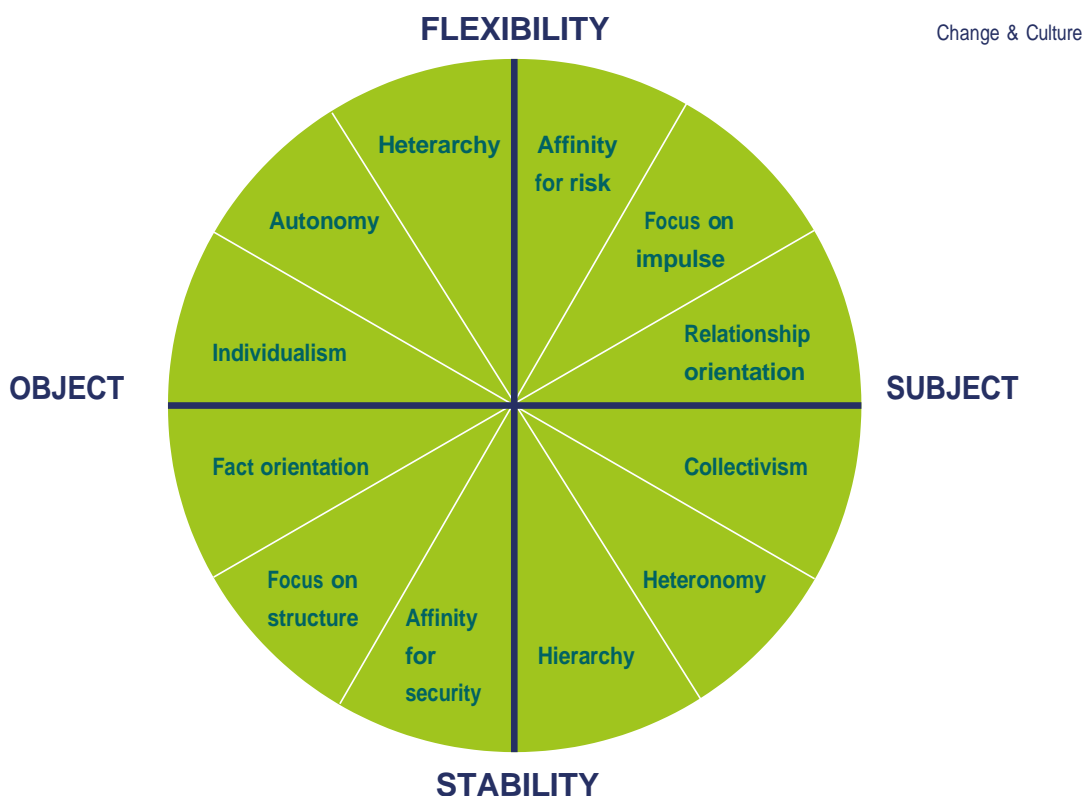 FLEXIBILITY
Change & Culture
Heterarchy
Affinity
for risk
Autonomy
Focus on
impulse
Individualism
Relationship
orientation
OBJECT
SUBJECT
Fact orientation
Collectivism
Focus on
structure
Heteronomy
Affinity
for
security
Hierarchy
STABILITY